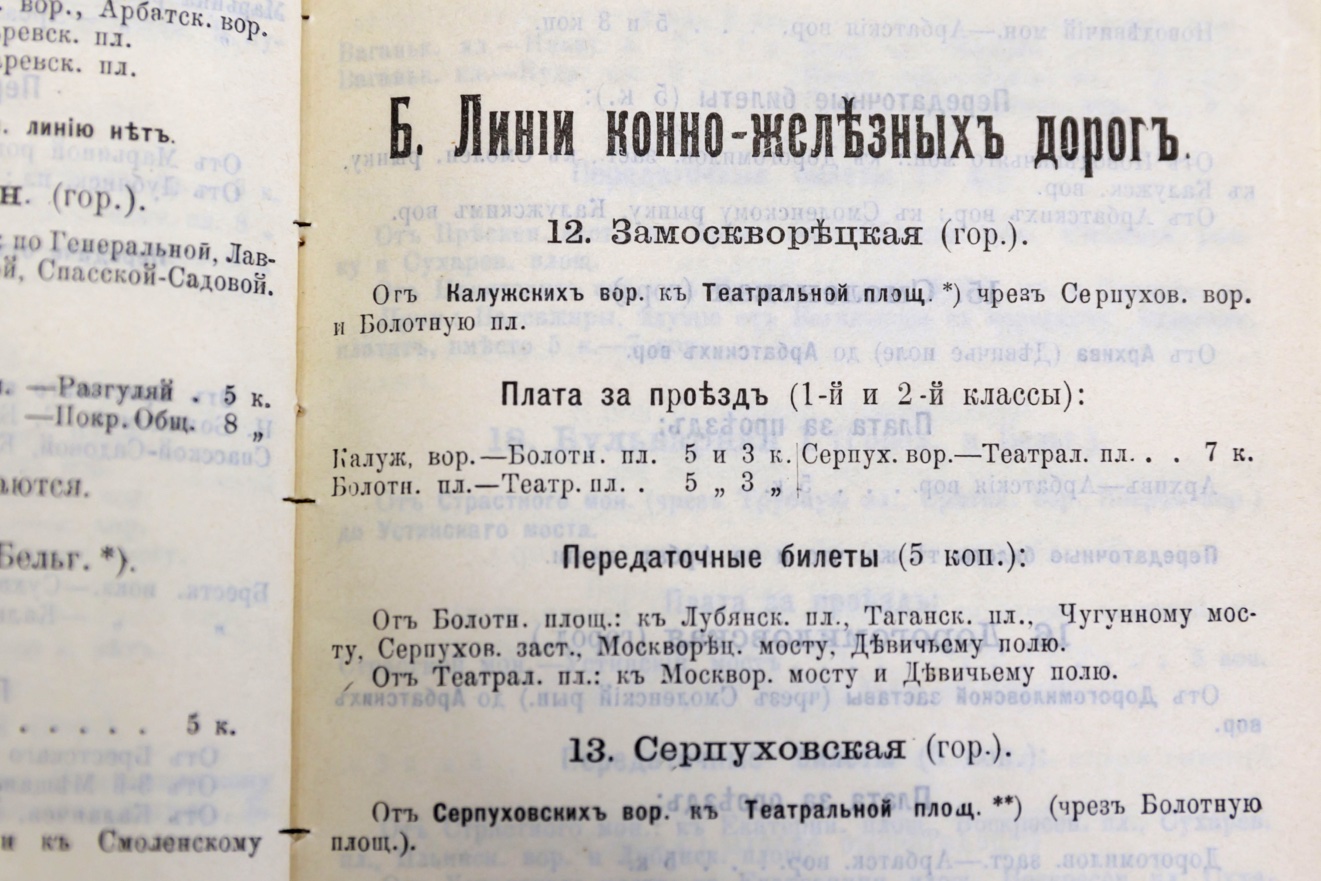 вор., Арбатск. вор.
ревск. пл.
ревск. пл.
линію нѣтъ.
н. (гор.).
по Генеральной, Лав-
й, Спасской-Садовой.
—Разгуляй . 5 к.
—Покр. Общ. 8 „
аются.
Бельг. *).
. . . . . . 5 к.
и къ Смоленскому
Б. Линіи конно-желѣзныхъ дорогъ.
12. Замоскворѣцкая (гор.).
Отъ Калужскихъ вор. къ Театральной площ. *) чрезъ Серпухов. вор.
и Болотную пл.
Плата за проѣздъ (1-й и 2-й классы):
Калуж, вор.—Болотн. пл. 5 и 3 к. Серпух. вор.—Театрал. пл. . . 7 к.
Болотн. пл.—Театр. пл. . 5 „ 3 „
Передаточные билеты (5 коп.):
Отъ Болотн. площ.: къ Лубянск. пл., Таганск. пл., Чугунному мос-
ту, Серпухов. заст., Москворѣц. мосту, Дѣвичьему полю.
Отъ Театрал. пл.: къ Москвор. мосту и Дѣвичьему полю.
13. Серпуховская (гор.).
Отъ Серпуховскихъ вор. къ Театральной площ. **) (чрезъ Болотную
площ.).